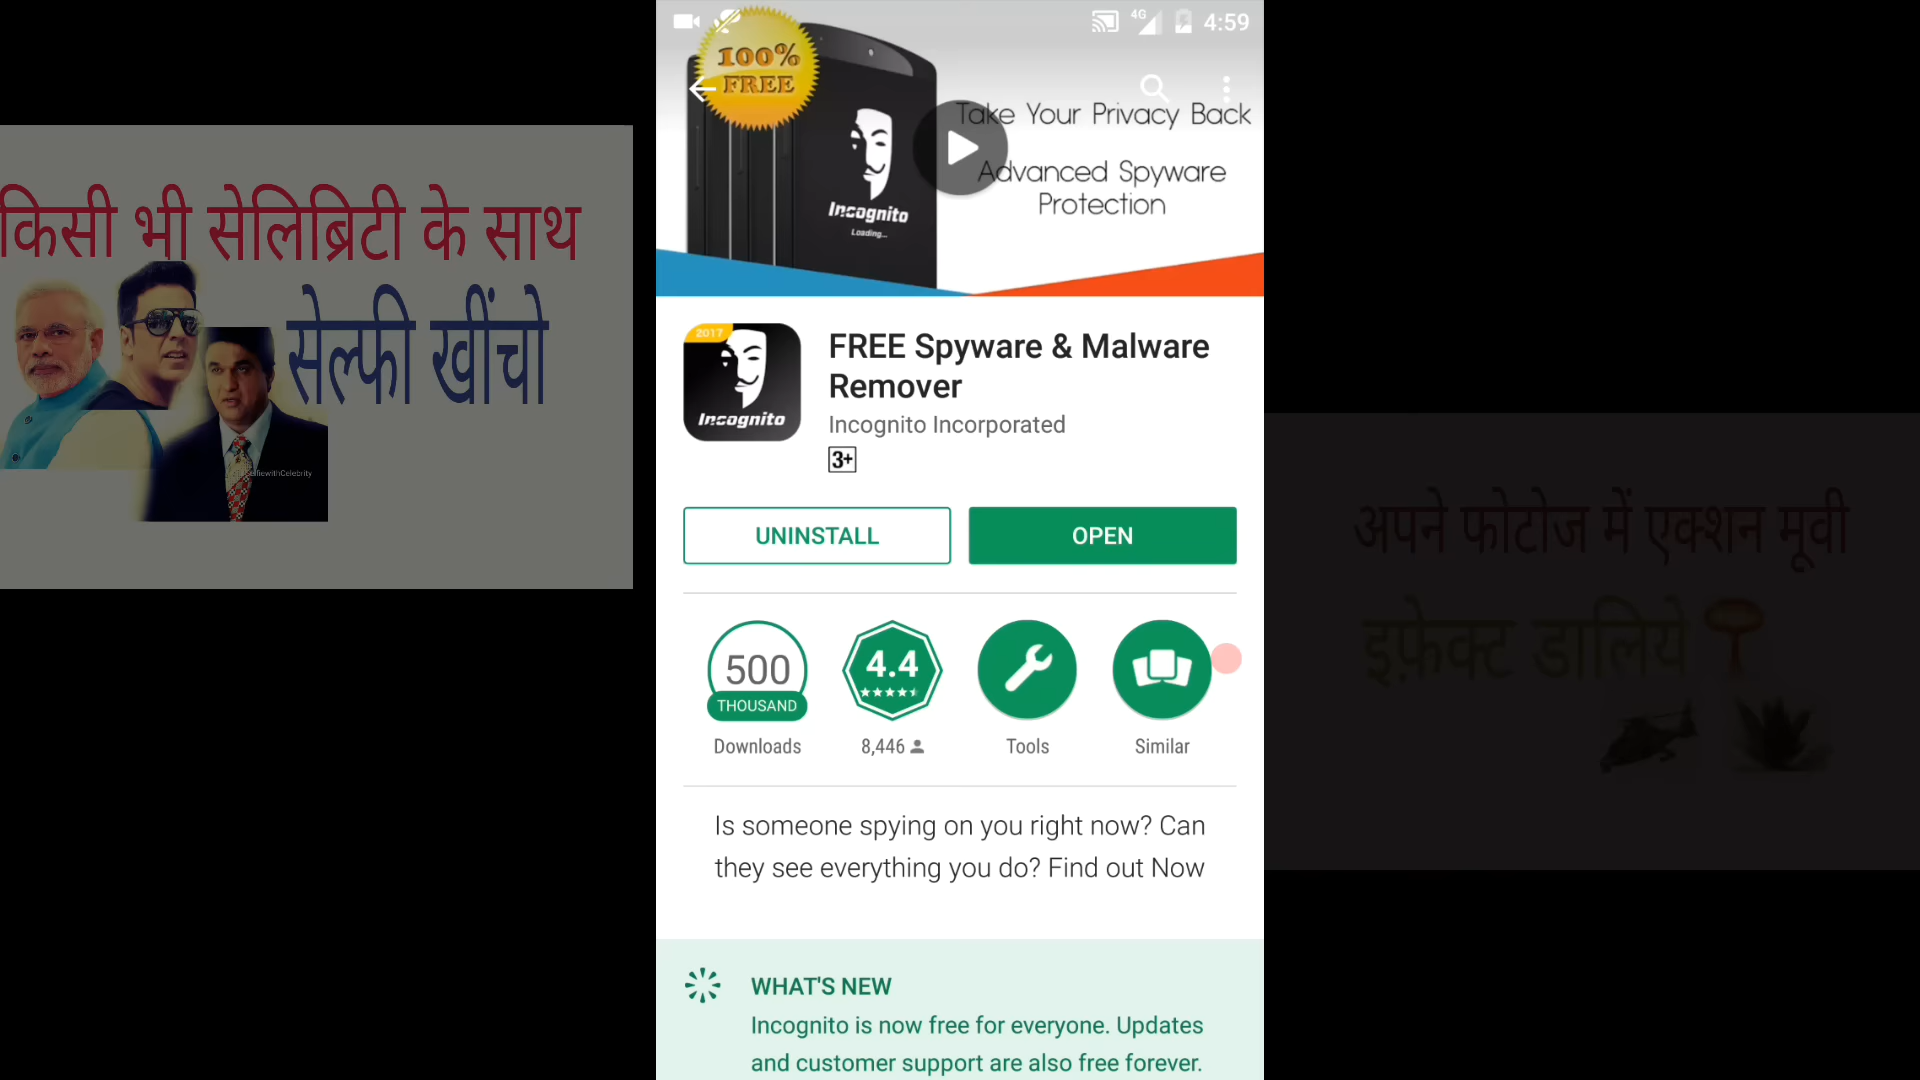 4G 4:59
100%
FREE
Take Your Privacy Back
Advanced Spyware
Protection
Incognito
Loading...
किसी भी सेलिब्रिटी के साथ
सेल्फी खींचो
SelfiewithCelebrity
2017
Incognito
FREE Spyware & Malware
Remover
Incognito Incorporated
3+
UNINSTALL
OPEN
500
THOUSAND
4.4
Downloads
8,446
Tools
Similar
Is someone spying on you right now? Can
they see everything you do? Find out Now
WHAT'S NEW
Incognito is now free for everyone. Updates
and customer support are also free forever.
अपने फोटोज में एक्शन मूवी
इफ़ेक्ट डालिये